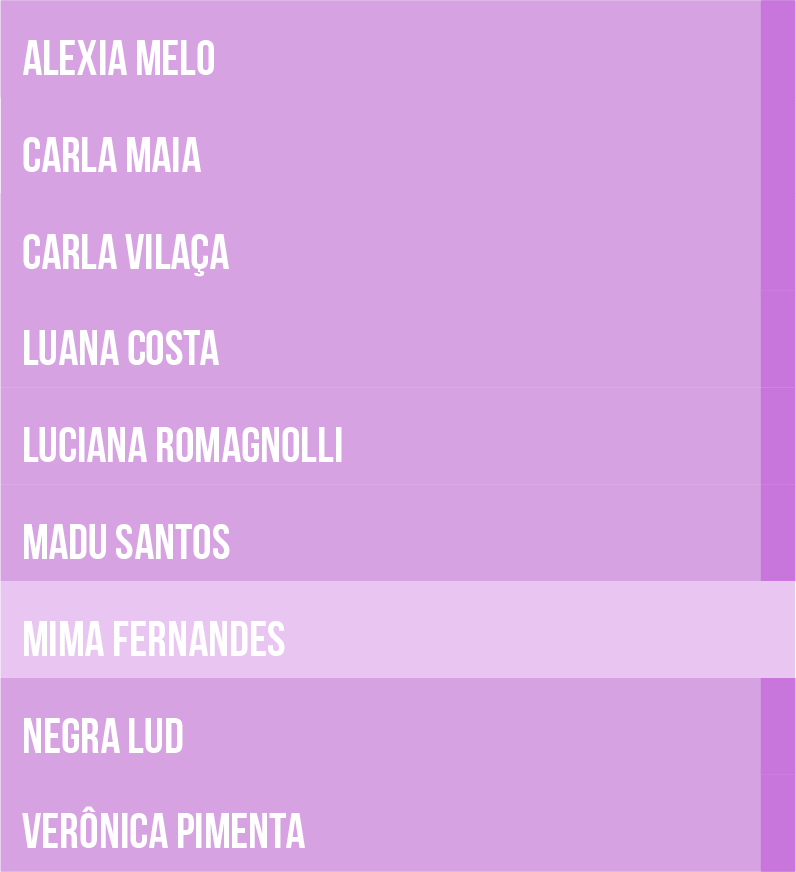 ALEXIA MELO
CARLA MAIA
CARLA VILAÇA
LUANA COSTA
LUCIANA ROMAGNOLLI
MADU SANTOS
MIMA FERNANDES
NEGRA LUD
VERÔNICA PIMENTA